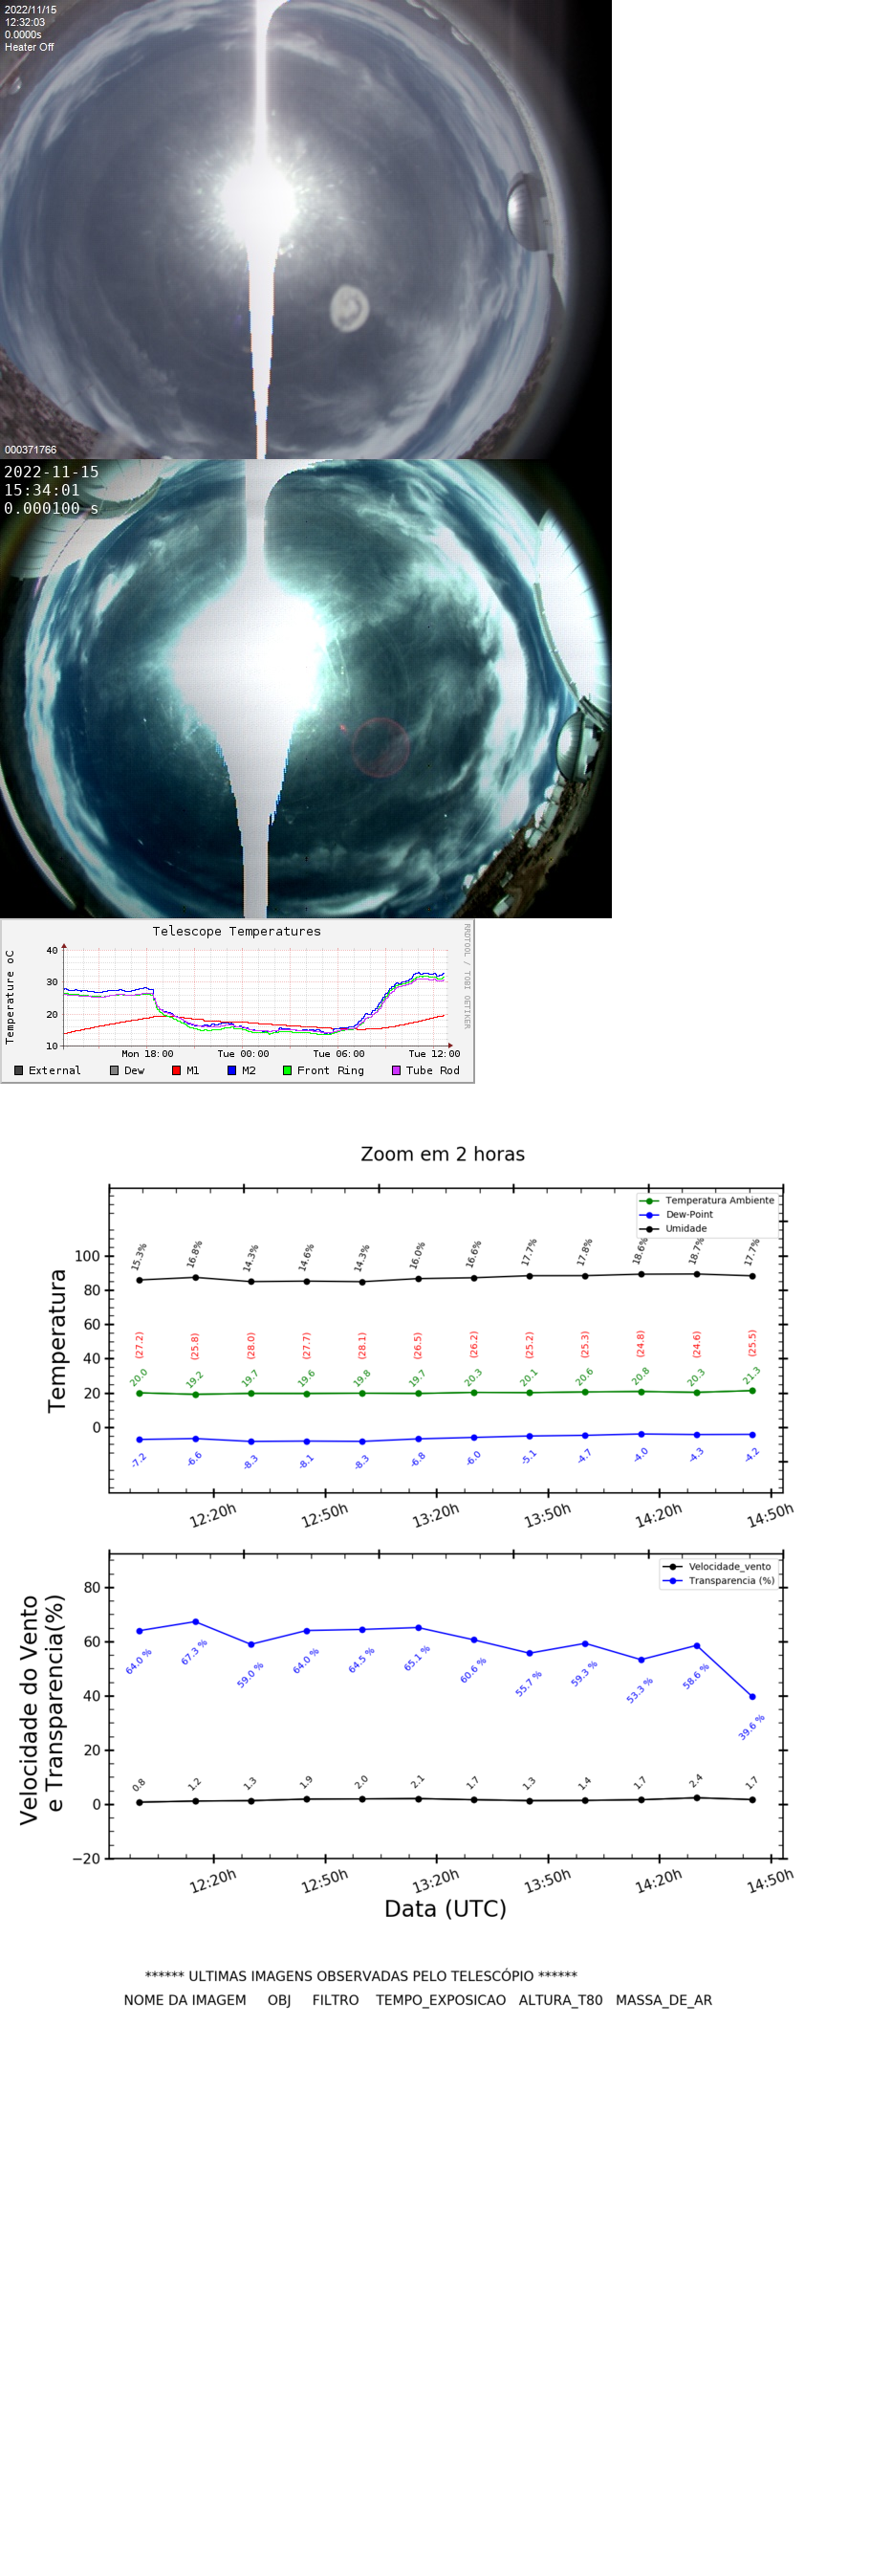 2022/11/15
12:32:03
0.0000s
Heater Off
000371766
2022-11-15
15:34:01
0.000100 s
Telescope Temperatures
RRDTOOL / TOBI OETIKER
Temperature oC
40
30
20
10
Mon 18:00 Tue 00:00 Tue 06:00 Tue 12:00
External Dew M1 M2 Front Ring Tube Rod
Zoom em 2 horas
Temperatura Ambiente
Dew-Point
Umidade
Temperatura
100
80
60
40
20
0
15.3% 16.8% 14.3% 14.6% 14.3% 16.0% 16.6% 17.7% 17.8% 18.6% 18.7% 17.7%
(27.2) (25.8) (28.0) (27.7) (28.1) (26.5) (26.2) (25.2) (25.3) (24.8) (24.6) (25.5)
20.0 19.2 19.7 19.6 19.8 19.7 20.3 20.1 20.6 20.8 20.3 21.3
-7.2 -6.6 -8.3 -8.1 -8.3 -6.8 -6.0 -5.1 -4.7 -4.0 -4.3 -4.2
12:20h 12:50h 13:20h 13:50h 14:20h 14:50h
Velocidade_vento
Transparencia (%)
Velocidade do Vento
e Transparencia(%)
80
60
40
20
0
−20
64.0 % 67.3 % 59.0 % 64.0 % 64.5 % 65.1 % 60.6 % 55.7 % 59.3 % 53.3 % 58.6 % 39.6 %
0.8 1.2 1.3 1.9 2.0 2.1 1.7 1.3 1.4 1.7 2.4 1.7
12:20h 12:50h 13:20h 13:50h 14:20h 14:50h
Data (UTC)
****** ULTIMAS IMAGENS OBSERVADAS PELO TELESCÓPIO ******
NOME DA IMAGEM OBJ FILTRO TEMPO_EXPOSICAO ALTURA_T80 MASSA_DE_AR